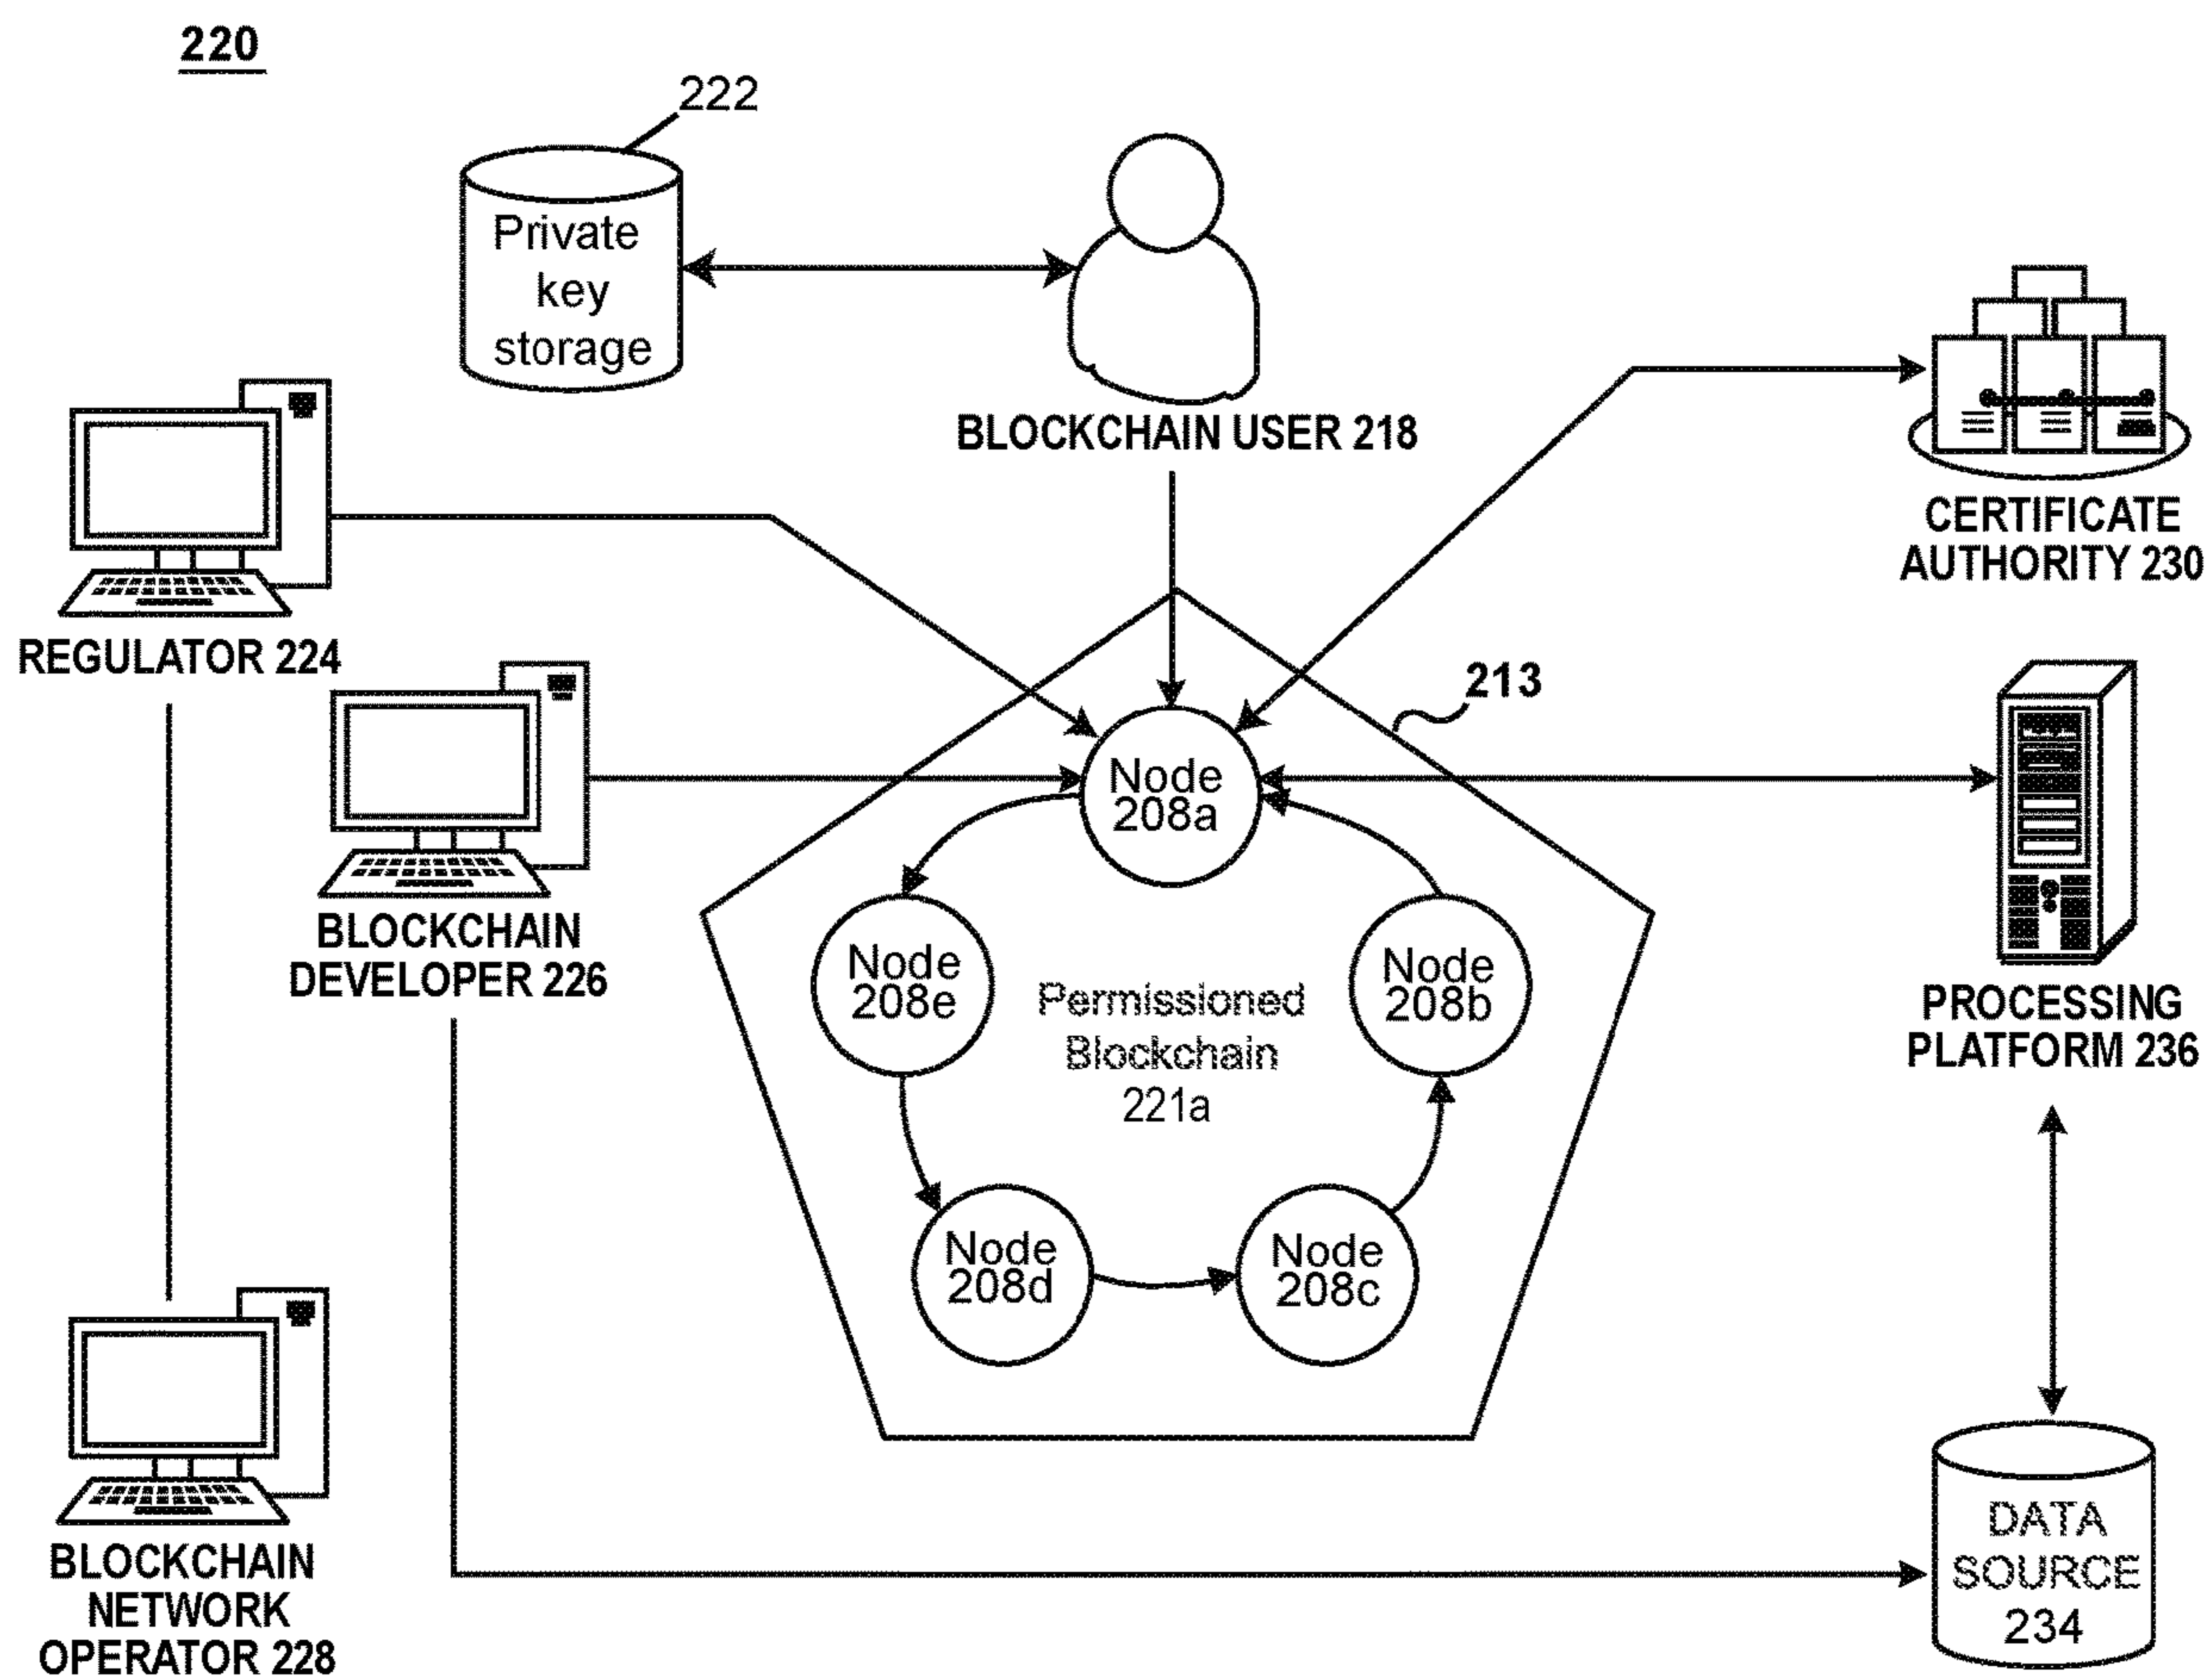 220
222
Private
key
storage
BLOCKCHAIN USER 218
CERTIFICATE
AUTHORITY 230
REGULATOR 224
213
Node
208a
BLOCKCHAIN
DEVELOPER 226
Node
208e
Permissioned
Blockchain
221a
Node
208b
PROCESSING
PLATFORM 236
Node
208d
Node
208c
BLOCKCHAIN
NETWORK
OPERATOR 228
DATA
SOURCE
234